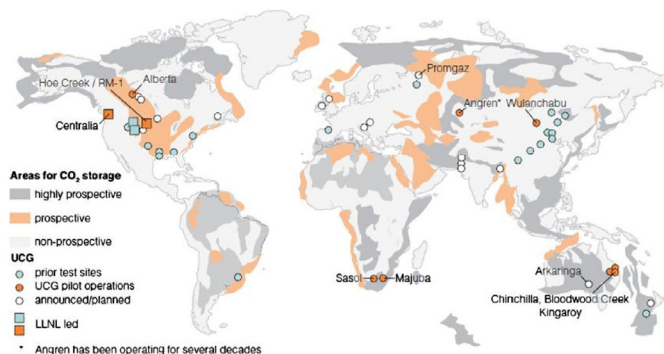 Hoe Creek / RM-1
Alberta
Centralia
Promgaz
Angren*
Wulanchabu
Areas for CO₂ storage
highly prospective
prospective
non-prospective
UCG
prior test sites
UCG pilot operations
announced/planned
LLNL led
* Angren has been operating for several decades
Sasol
Majuba
Arkaringa
Chinchilla, Bloodwood Creek
Kingaroy